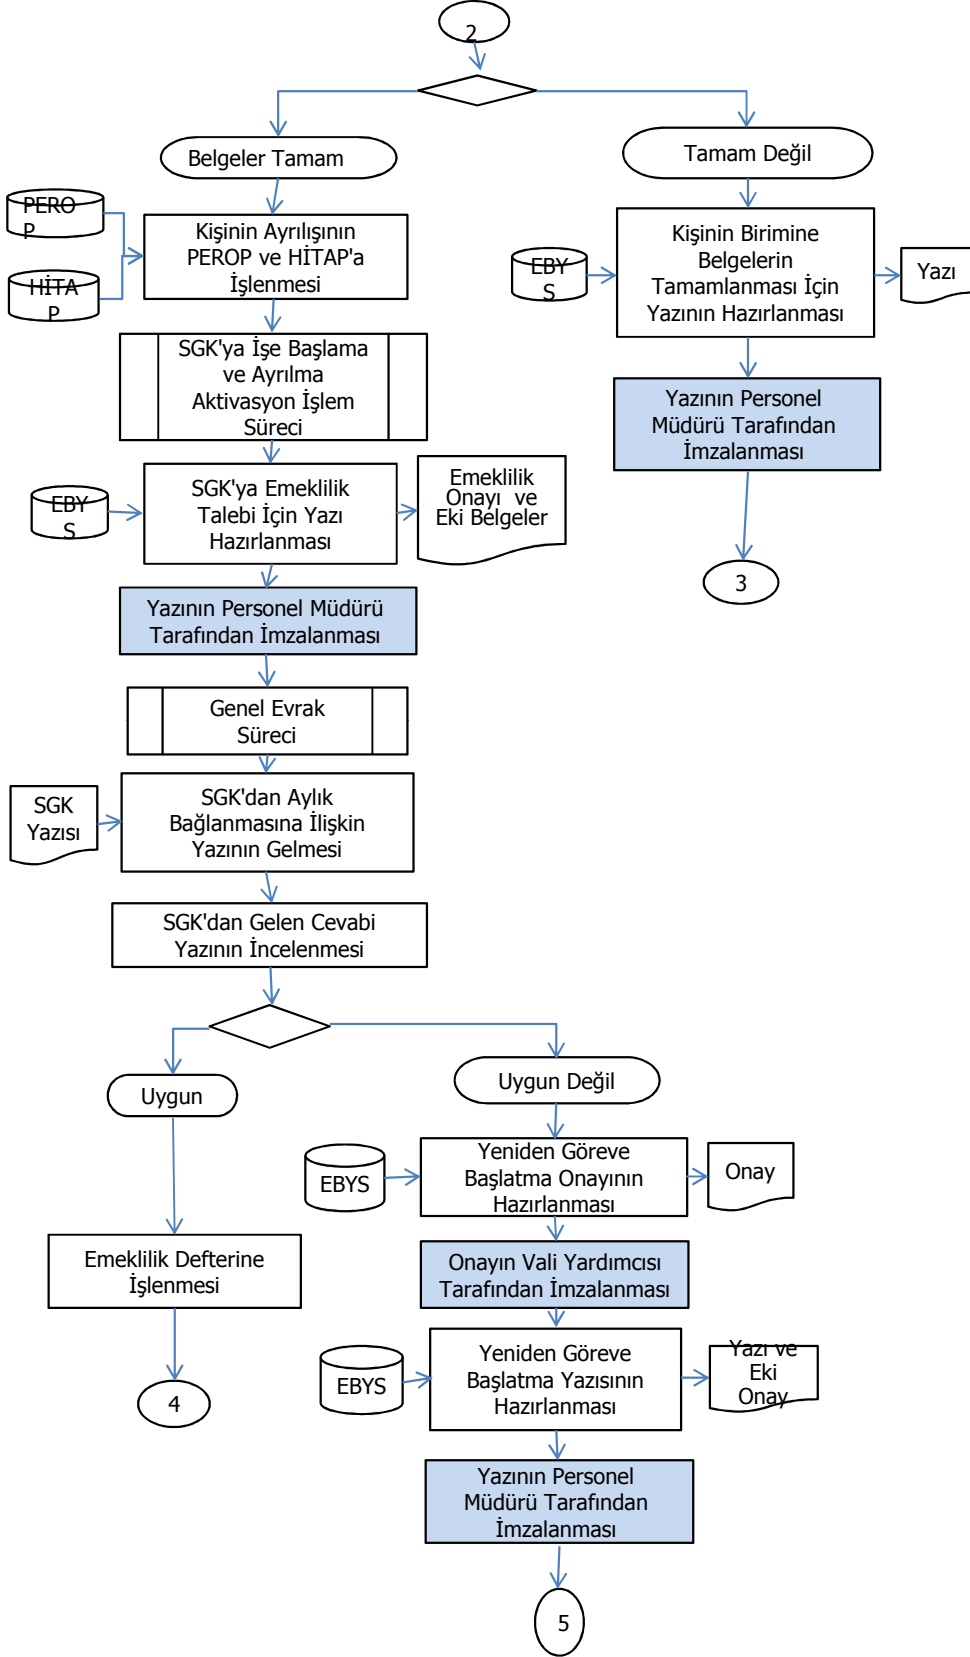 2
Belgeler Tamam
Tamam Değil
PERO
P
HİTA
P
Kişinin Ayrılışının
PEROP ve HİTAP'a
İşlenmesi
EBY
S
Kişinin Birimine
Belgelerin
Tamamlanması İçin
Yazının Hazırlanması
Yazı
SGK'ya İşe Başlama
ve Ayrılma
Aktivasyon İşlem
Süreci
Yazının Personel
Müdürü Tarafından
İmzalanması
EBY
S
SGK'ya Emeklilik
Talebi İçin Yazı
Hazırlanması
Emeklilik
Onayı ve
Eki Belgeler
3
Yazının Personel Müdürü
Tarafından İmzalanması
Genel Evrak
Süreci
SGK
Yazısı
SGK'dan Aylık
Bağlanmasına İlişkin
Yazının Gelmesi
SGK'dan Gelen Cevabi
Yazının İncelenmesi
Uygun
Uygun Değil
EBYS
Yeniden Göreve
Başlatma Onayının
Hazırlanması
Onay
Emeklilik Defterine
İşlenmesi
Onayın Vali Yardımcısı
Tarafından İmzalanması
4
EBYS
Yeniden Göreve
Başlatma Yazısının
Hazırlanması
Yazı ve
Eki
Onay
Yazının Personel
Müdürü Tarafından
İmzalanması
5